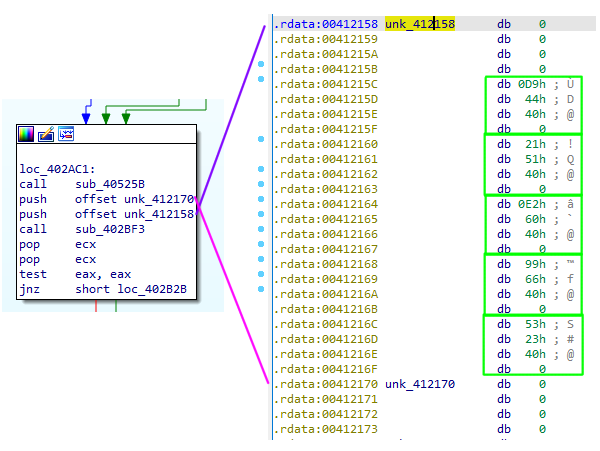 loc_402AC1:
call sub_40525B
push offset unk_412170
push offset unk_412158
call sub_402BF3
pop ecx
pop ecx
test eax, eax
jnz short loc_402B2B
.rdata:00412158 unk_412158 db 0
.rdata:00412159 db 0
.rdata:0041215A db 0
.rdata:0041215B db 0
.rdata:0041215C db 0D9h ; Ù
.rdata:0041215D db 44h ; D
.rdata:0041215E db 40h ; @
.rdata:0041215F db 0
.rdata:00412160 db 21h ; !
.rdata:00412161 db 51h ; Q
.rdata:00412162 db 40h ; @
.rdata:00412163 db 0
.rdata:00412164 db 0E2h ; â
.rdata:00412165 db 60h ; `
.rdata:00412166 db 40h ; @
.rdata:00412167 db 0
.rdata:00412168 db 99h ; ™
.rdata:00412169 db 66h ; f
.rdata:0041216A db 40h ; @
.rdata:0041216B db 0
.rdata:0041216C db 53h ; S
.rdata:0041216D db 23h ; #
.rdata:0041216E db 40h ; @
.rdata:0041216F db 0
.rdata:00412170 unk_412170 db 0
.rdata:00412171 db 0
.rdata:00412172 db 0
.rdata:00412173 db 0